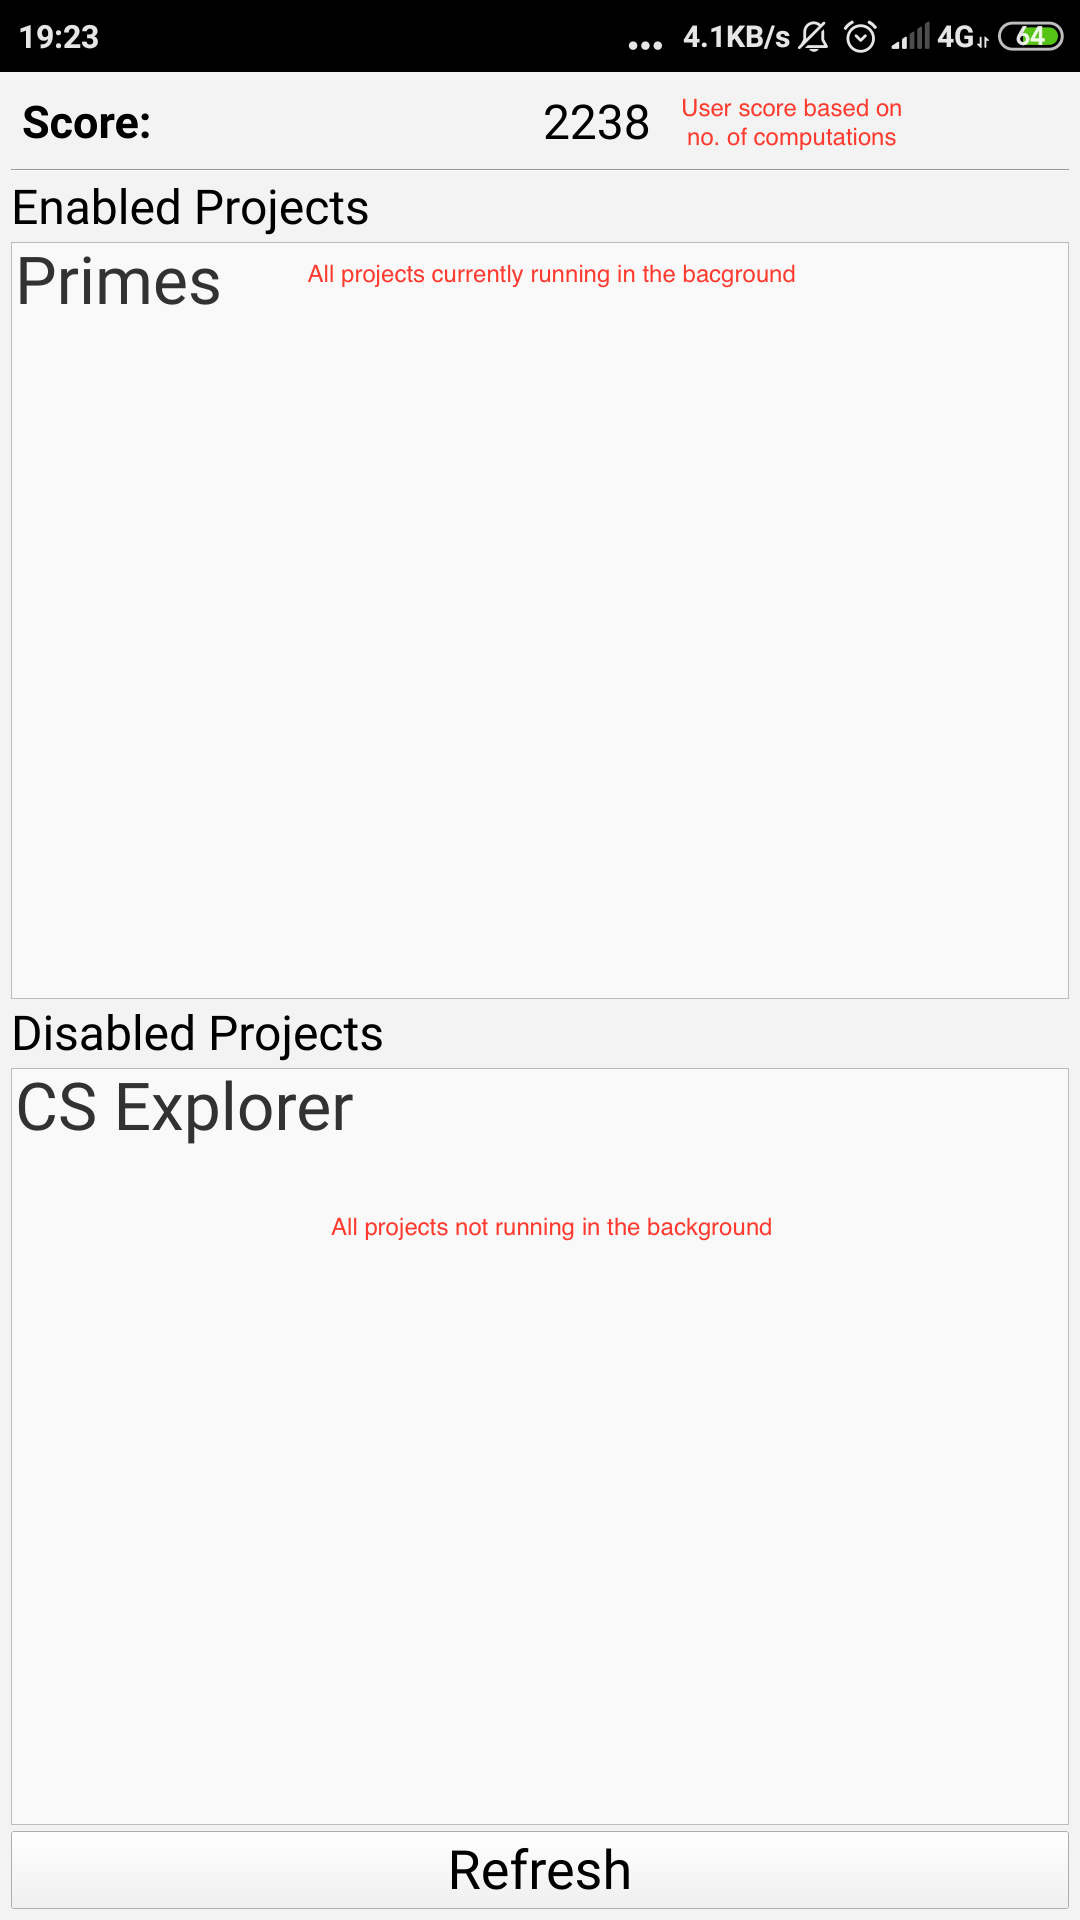 19:23 ... 4.1KB/s 4G 64
Score: 2238 User score based on
no. of computations
Enabled Projects
Primes All projects currently running in the bacground
Disabled Projects
CS Explorer
All projects not running in the background
Refresh